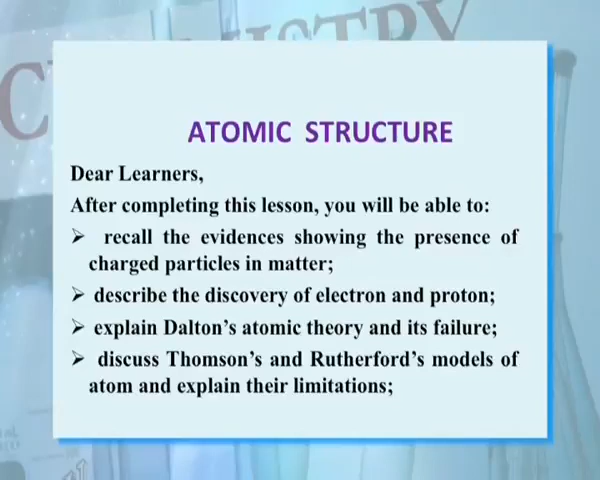 ATOMIC STRUCTURE
Dear Learners,
After completing this lesson, you will be able to:
➢ recall the evidences showing the presence of
charged particles in matter;
➢ describe the discovery of electron and proton;
➢ explain Dalton's atomic theory and its failure;
➢ discuss Thomson's and Rutherford's models of
atom and explain their limitations;